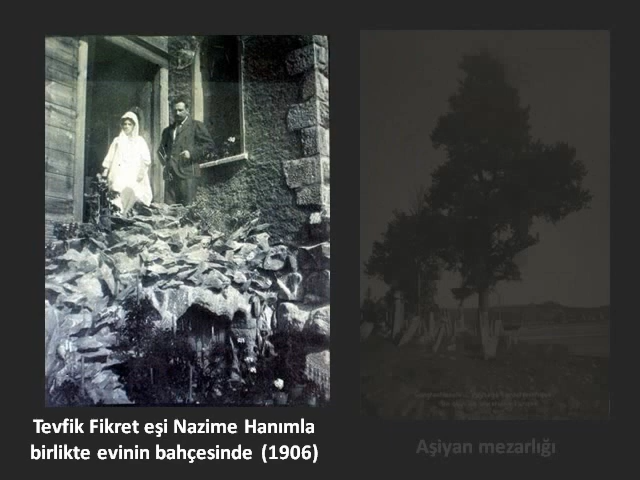 Tevfik Fikret eşi Nazime Hanımla
birlikte evinin bahçesinde (1906)
Aşiyan mezarlığı